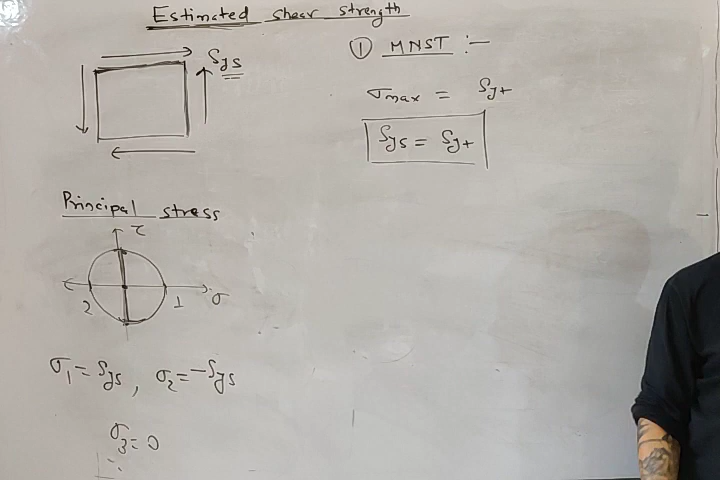 Estimated shear strength
Sys
Principal stress
τ
σ
2
1
σ1 = Sys, σ2 = -Sys
σ3 = 0
① MNST :-
σmax = Syt
Sys = Syt